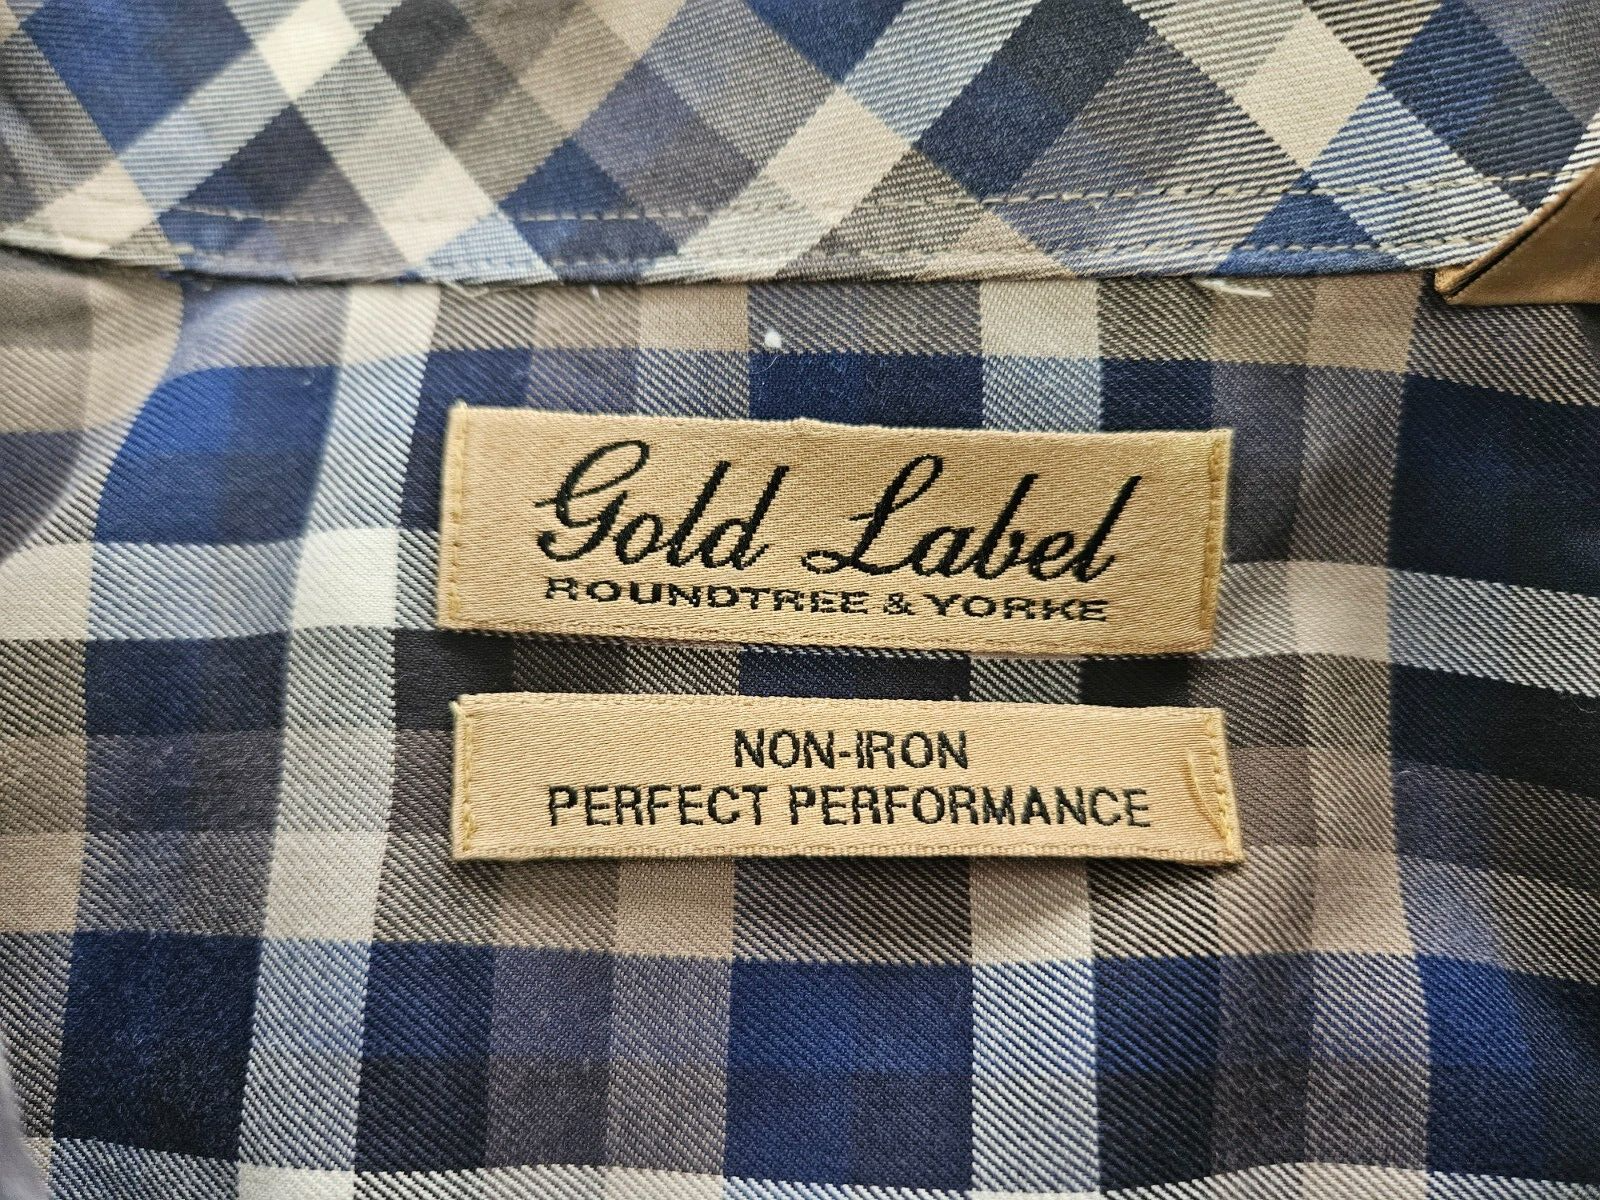 Gold Label
ROUNDTREE & YORKE
NON-IRON
PERFECT PERFORMANCE